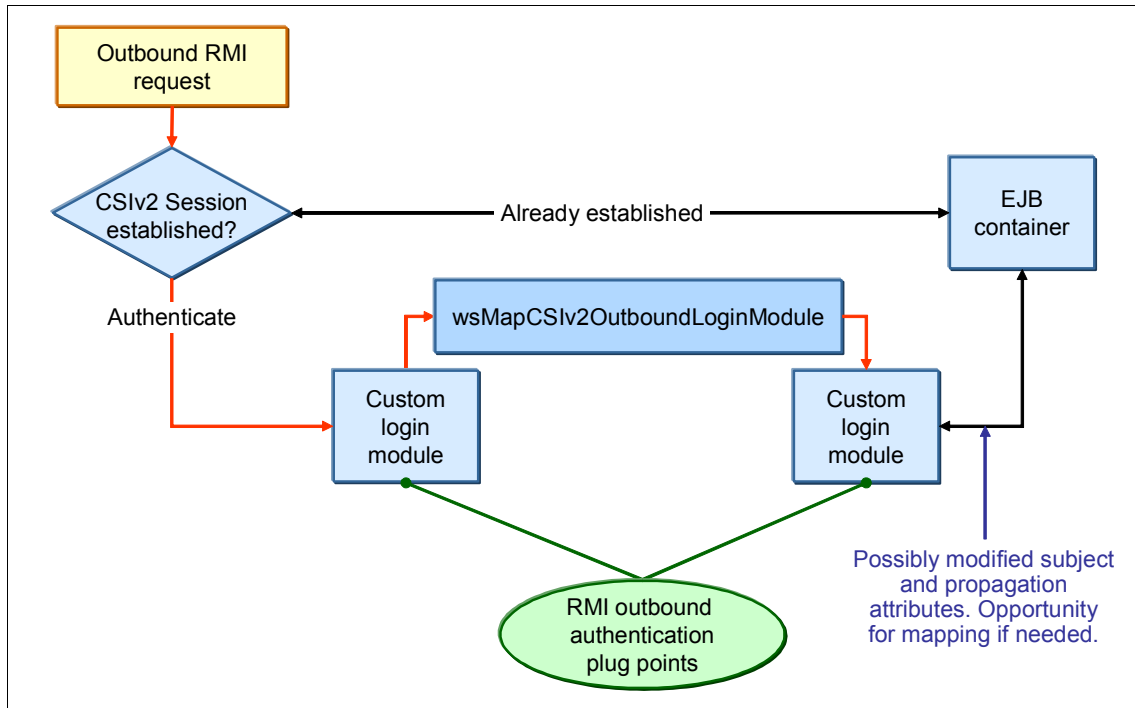 Outbound RMI
request
CSIv2 Session
established?
Already established
EJB
container
Authenticate
wsMapCSIv2OutboundLoginModule
Custom
login
module
Custom
login
module
RMI outbound
authentication
plug points
Possibly modified subject
and propagation
attributes. Opportunity
for mapping if needed.